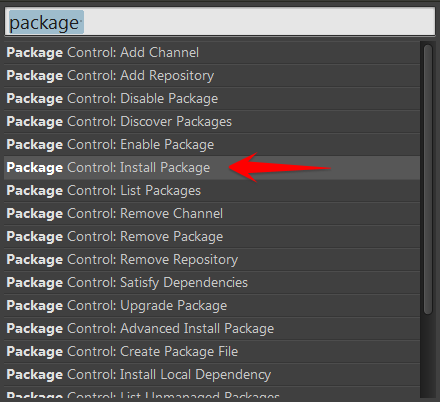 package
Package Control: Add Channel
Package Control: Add Repository
Package Control: Disable Package
Package Control: Discover Packages
Package Control: Enable Package
Package Control: Install Package
Package Control: List Packages
Package Control: Remove Channel
Package Control: Remove Package
Package Control: Remove Repository
Package Control: Satisfy Dependencies
Package Control: Upgrade Package
Package Control: Advanced Install Package
Package Control: Create Package File
Package Control: Install Local Dependency
Package Control: List Unmanaged Packages